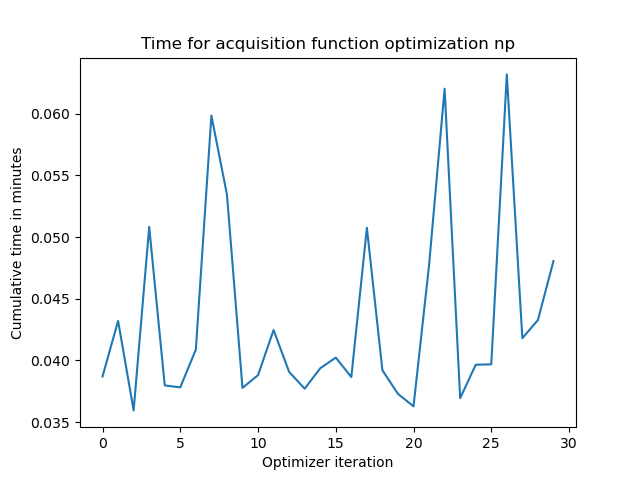 Time for acquisition function optimization np
Cumulative time in minutes
0.060
0.055
0.050
0.045
0.040
0.035
0 5 10 15 20 25 30
Optimizer iteration